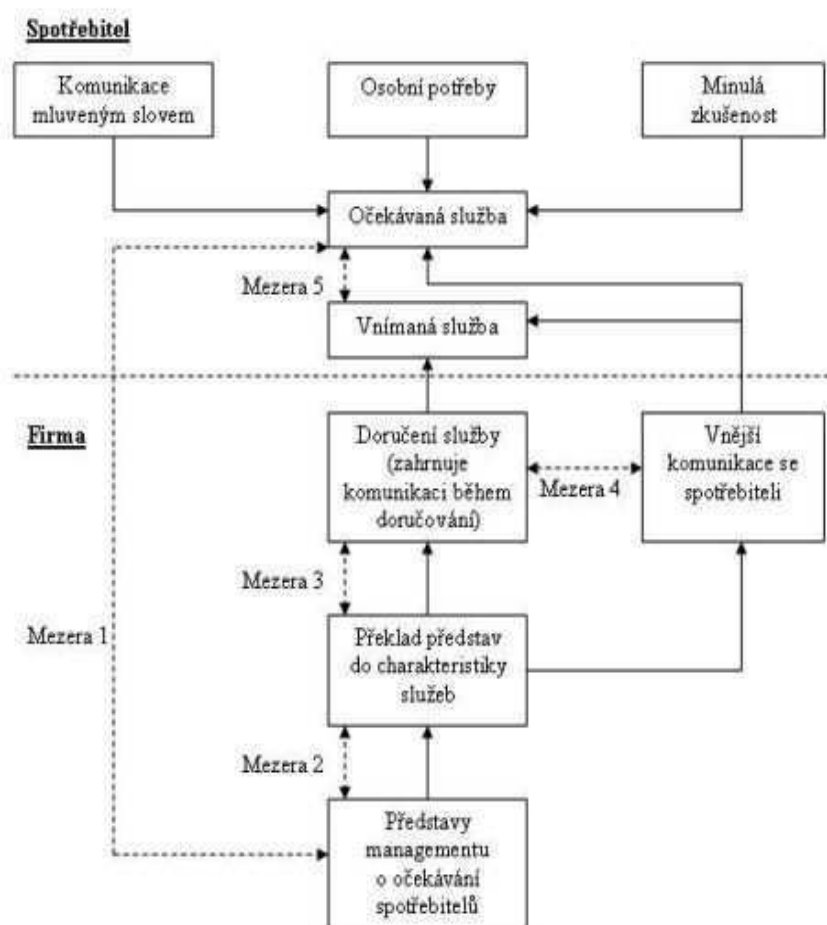 Spotřebitel
Komunikace
mluveným slovem
Osobní potřeby
Minulá
zkušenost
Očekávaná služba
Mezera 5
Vnímaná služba
Firma
Doručení služby
(zahrnuje
komunikaci během
doručování)
Mezera 4
Vnější
komunikace se
spotřebiteli
Mezera 3
Mezera 1
Překlad představ
do charakteristiky
služeb
Mezera 2
Představy
managementu
o očekávání
spotřebitelů